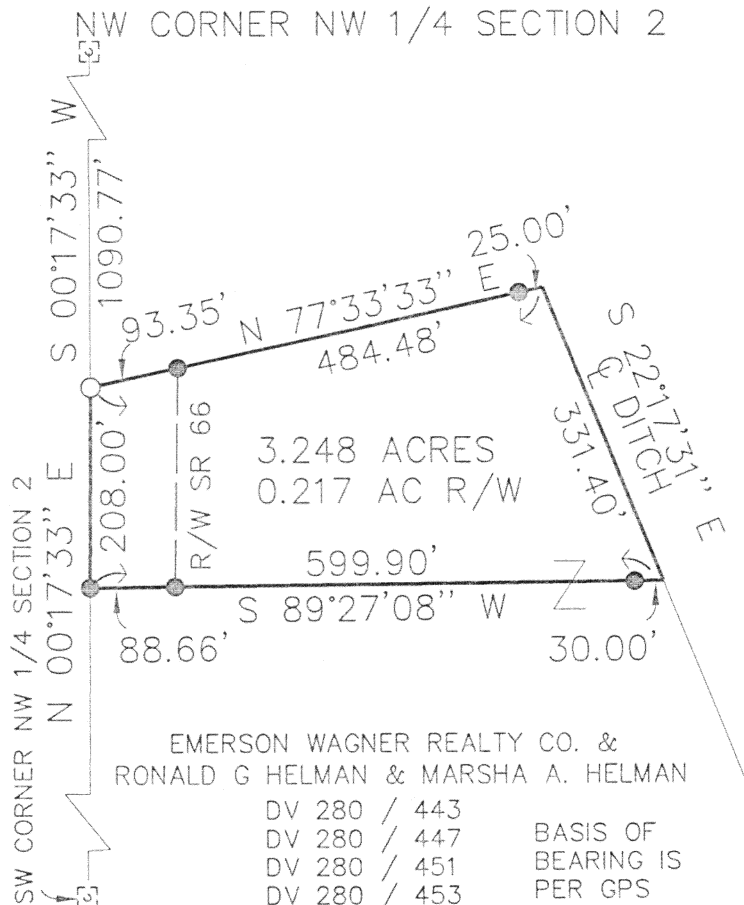 NW CORNER NW 1/4 SECTION 2
S 00°17'33" W
1090.77'
25.00'
93.35'
N 77°33'33" E
484.48'
S 22°17'31" E
℄ DITCH
331.40'
208.00'
N 00°17'33" E
R/W SR 66
3.248 ACRES
0.217 AC R/W
599.90'
S 89°27'08" W
Z
88.66'
30.00'
SW CORNER NW 1/4 SECTION 2
EMERSON WAGNER REALTY CO. &
RONALD G HELMAN & MARSHA A. HELMAN
DV 280 / 443
DV 280 / 447
DV 280 / 451
DV 280 / 453
BASIS OF
BEARING IS
PER GPS